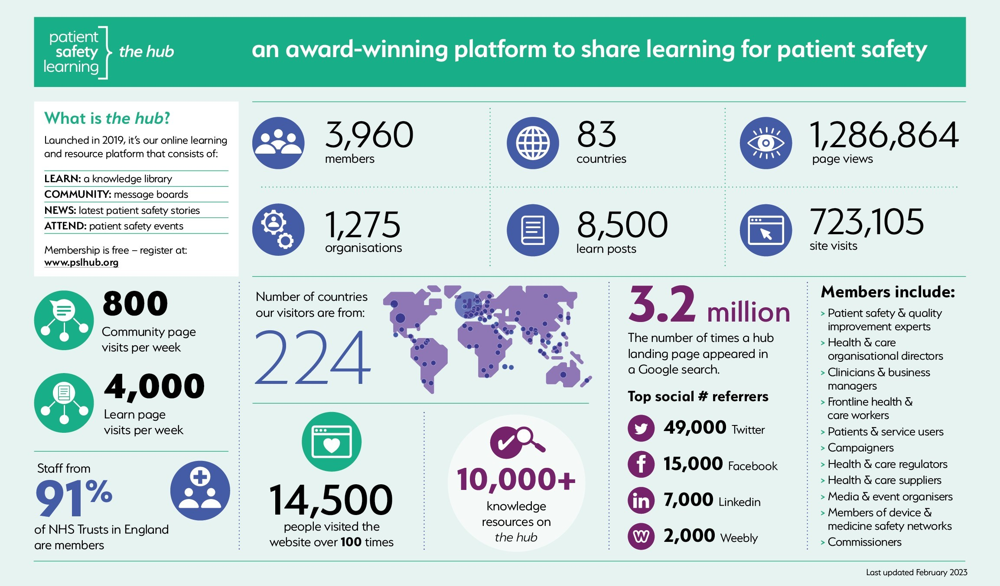 patient
safety
learning
the hub
an award-winning platform to share learning for patient safety
What is the hub?
Launched in 2019, it's our online learning
and resource platform that consists of:
LEARN: a knowledge library
COMMUNITY: message boards
NEWS: latest patient safety stories
ATTEND: patient safety events
Membership is free – register at:
www.pslhub.org
3,960
members
83
countries
1,286,864
page views
1,275
organisations
8,500
learn posts
723,105
site visits
800
Community page
visits per week
4,000
Learn page
visits per week
Staff from
91%
of NHS Trusts in England
are members
Number of countries
our visitors are from:
224
14,500
people visited the
website over 100 times
10,000+
knowledge
resources on
the hub
3.2 million
The number of times a hub
landing page appeared in
a Google search.
Top social # referrers
49,000 Twitter
f
15,000 Facebook
in
7,000 Linkedin
W
2,000 Weebly
Members include:
> Patient safety & quality
improvement experts
> Health & care
organisational directors
> Clinicians & business
managers
> Frontline health &
care workers
> Patients & service users
> Campaigners
> Health & care regulators
> Health & care suppliers
> Media & event organisers
> Members of device &
medicine safety networks
> Commissioners
Last updated February 2023